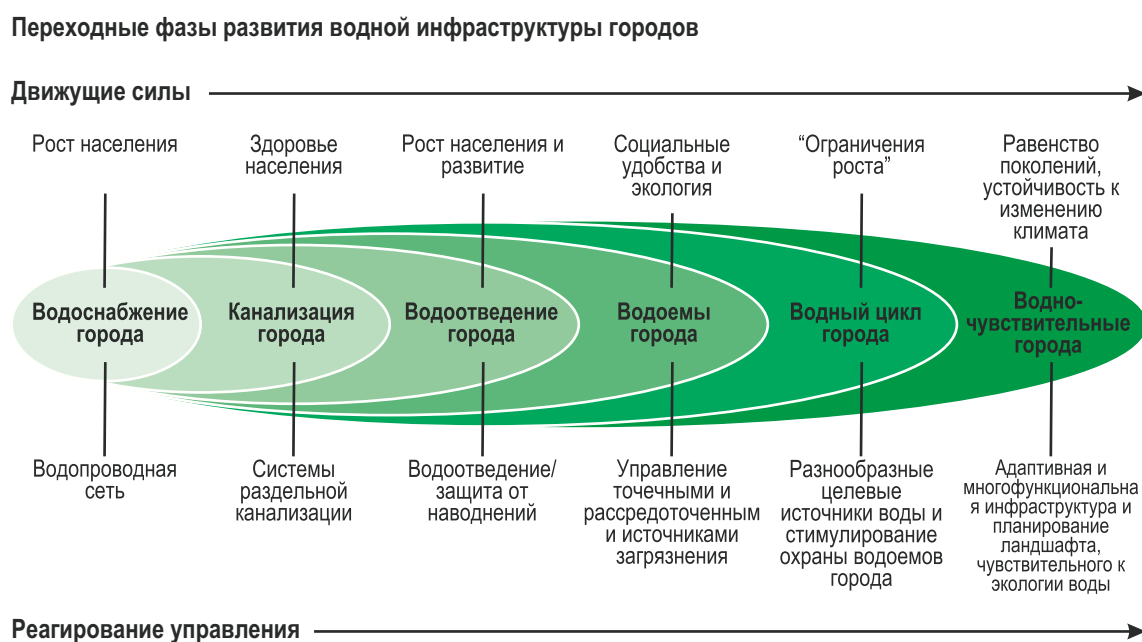 Переходные фазы развития водной инфраструктуры городов
Движущие силы
Рост населения
Здоровье
населения
Рост населения и
развитие
Социальные
удобства и
экология
“Ограничения
роста”
Равенство
поколений,
устойчивость к
изменению
климата
Водоснабжение
города
Канализация
города
Водоотведение
города
Водоемы
города
Водный цикл
города
Водно-
чувствительные
города
Водопроводная
сеть
Системы
раздельной
канализации
Водоотведение/
защита от
наводнений
Управление
точечными и
рассредоточенным
и источниками
загрязнения
Разнообразные
целевые
источники воды и
стимулирование
охраны водоемов
города
Адаптивная и
многофункциональна
я инфраструктура и
планирование
ландшафта,
чувствительного к
экологии воды
Реагирование управления